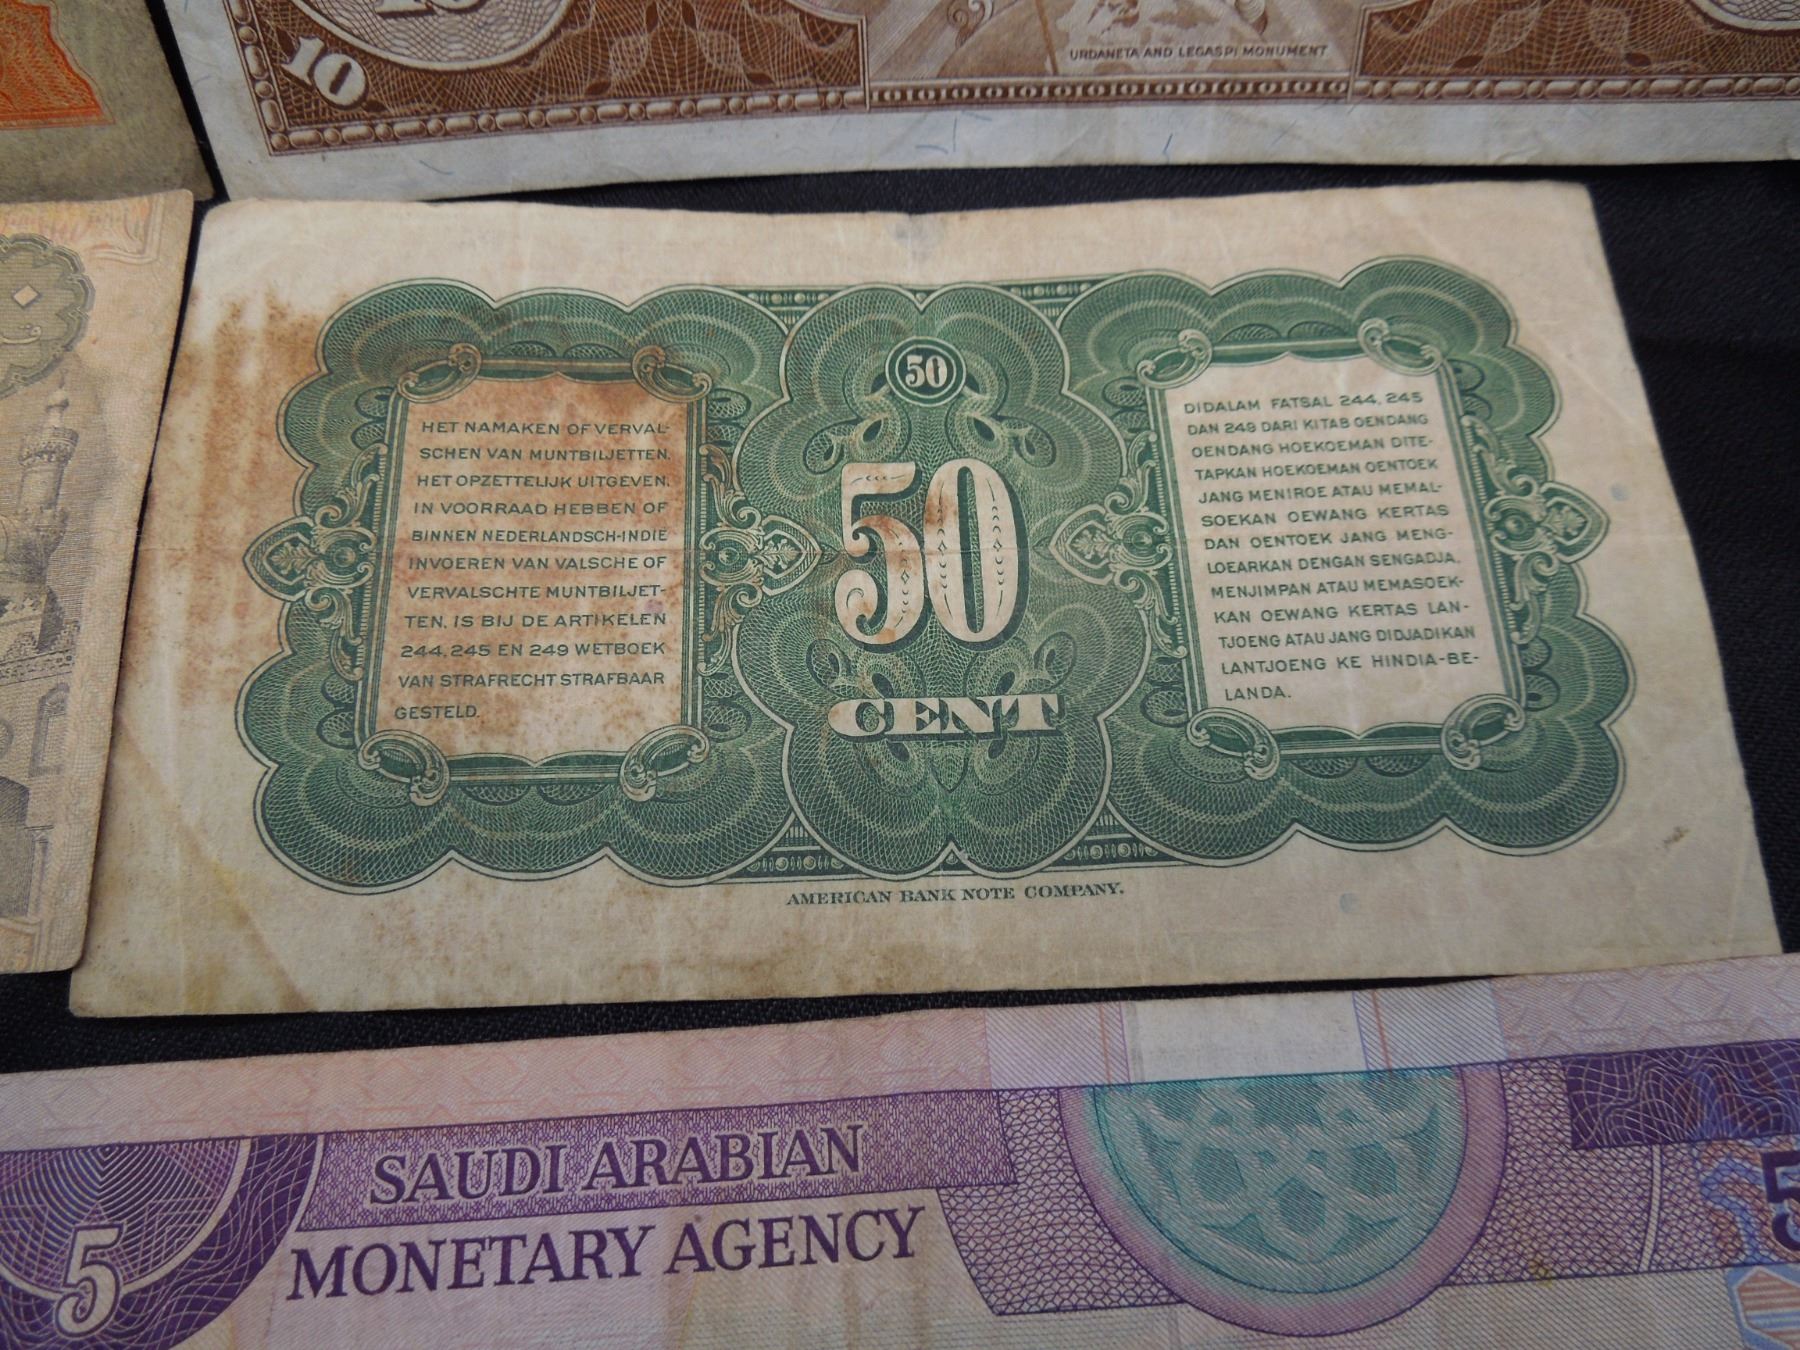 10
10
URDANETA AND LEGASPI MONUMENT
50
HET NAMAKEN OF VERVAL-
SCHEN VAN MUNTBILJETTEN,
HET OPZETTELIJK UITGEVEN,
IN VOORRAAD HEBBEN OF
BINNEN NEDERLANDSCH-INDIË
INVOEREN VAN VALSCHE OF
VERVALSCHTE MUNTBILJET-
TEN, IS BIJ DE ARTIKELEN
244, 245 EN 249 WETBOEK
VAN STRAFRECHT STRAFBAAR
GESTELD.
50
CENT
DIDALAM FATSAL 244, 245
DAN 249 DARI KITAB OENDANG
OENDANG HOEKOEMAN DITE-
TAPKAN HOEKOEMAN OENTOEK
JANG MENIROE ATAU MEMAL-
SOEKAN OEWANG KERTAS
DAN OENTOEK JANG MENG-
LOEARKAN DENGAN SENGADJA,
MENJIMPAN ATAU MEMASOEK-
KAN OEWANG KERTAS LAN-
TJOENG ATAU JANG DIDJADIKAN
LANTJOENG KE HINDIA-BE-
LANDA.
AMERICAN BANK NOTE COMPANY.
SAUDI ARABIAN
MONETARY AGENCY
5
5